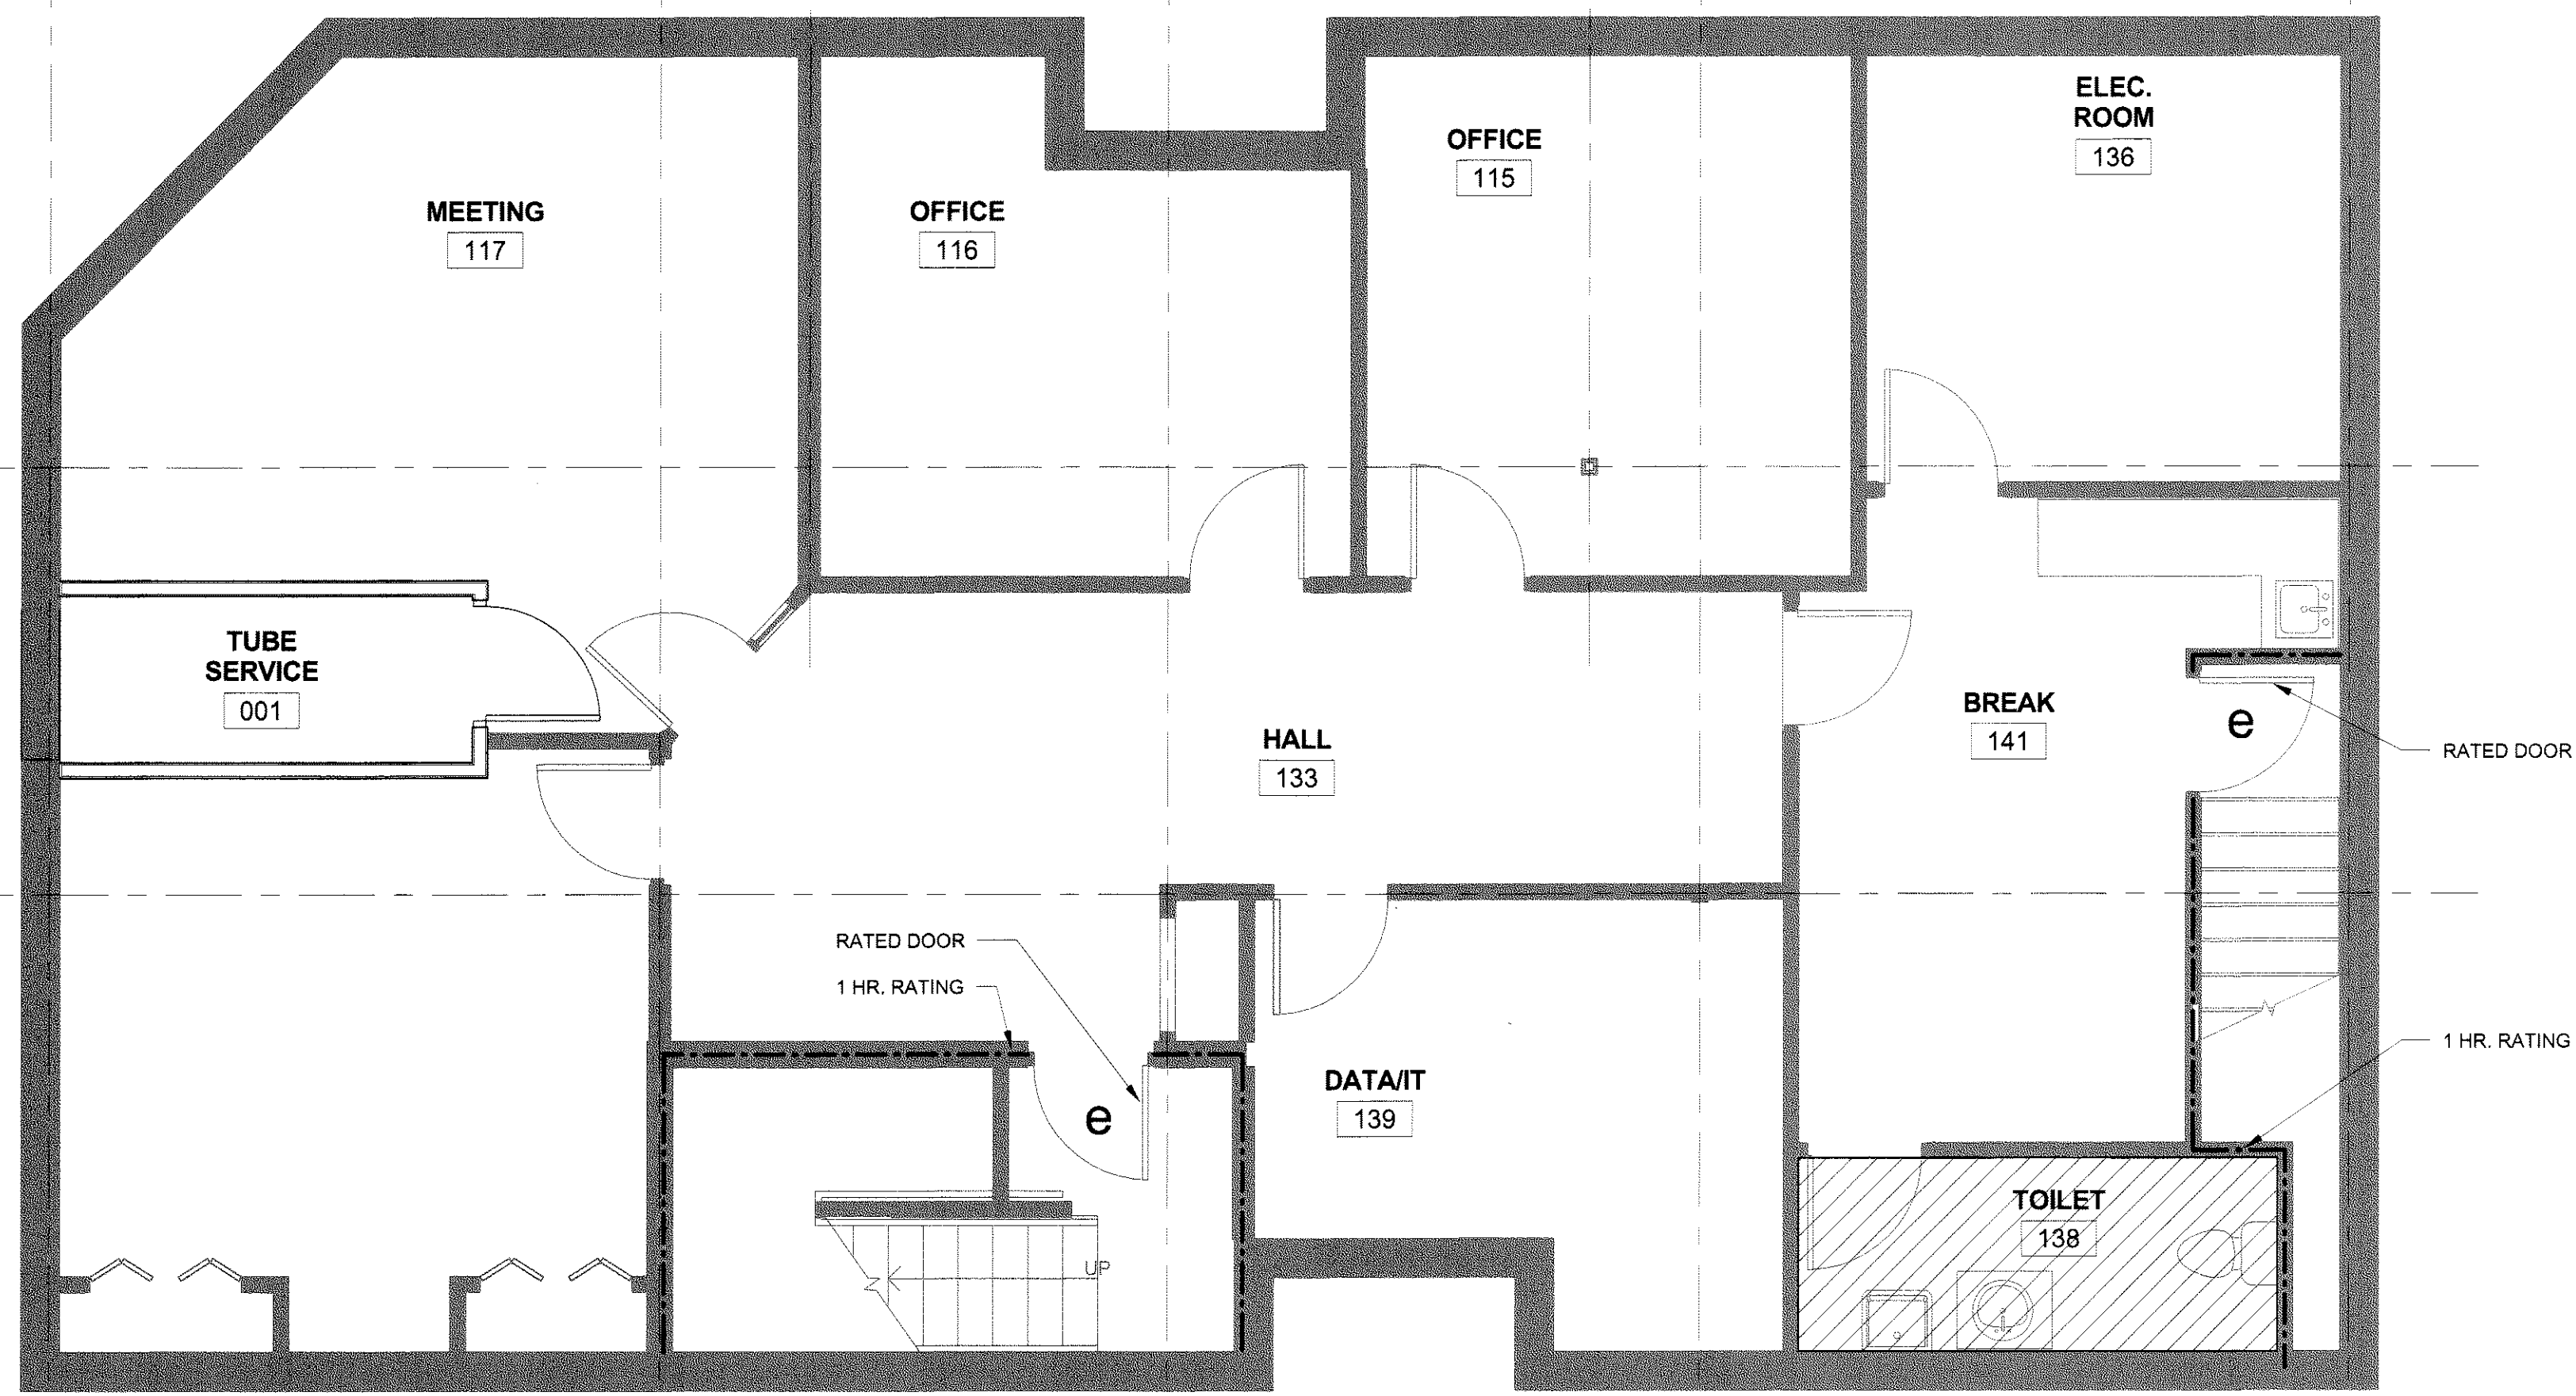 ELEC.
ROOM
136
OFFICE
115
MEETING
117
OFFICE
116
TUBE
SERVICE
001
BREAK
141
e
RATED DOOR
HALL
133
RATED DOOR
1 HR. RATING
1 HR. RATING
DATA/IT
139
e
TOILET
138
UP